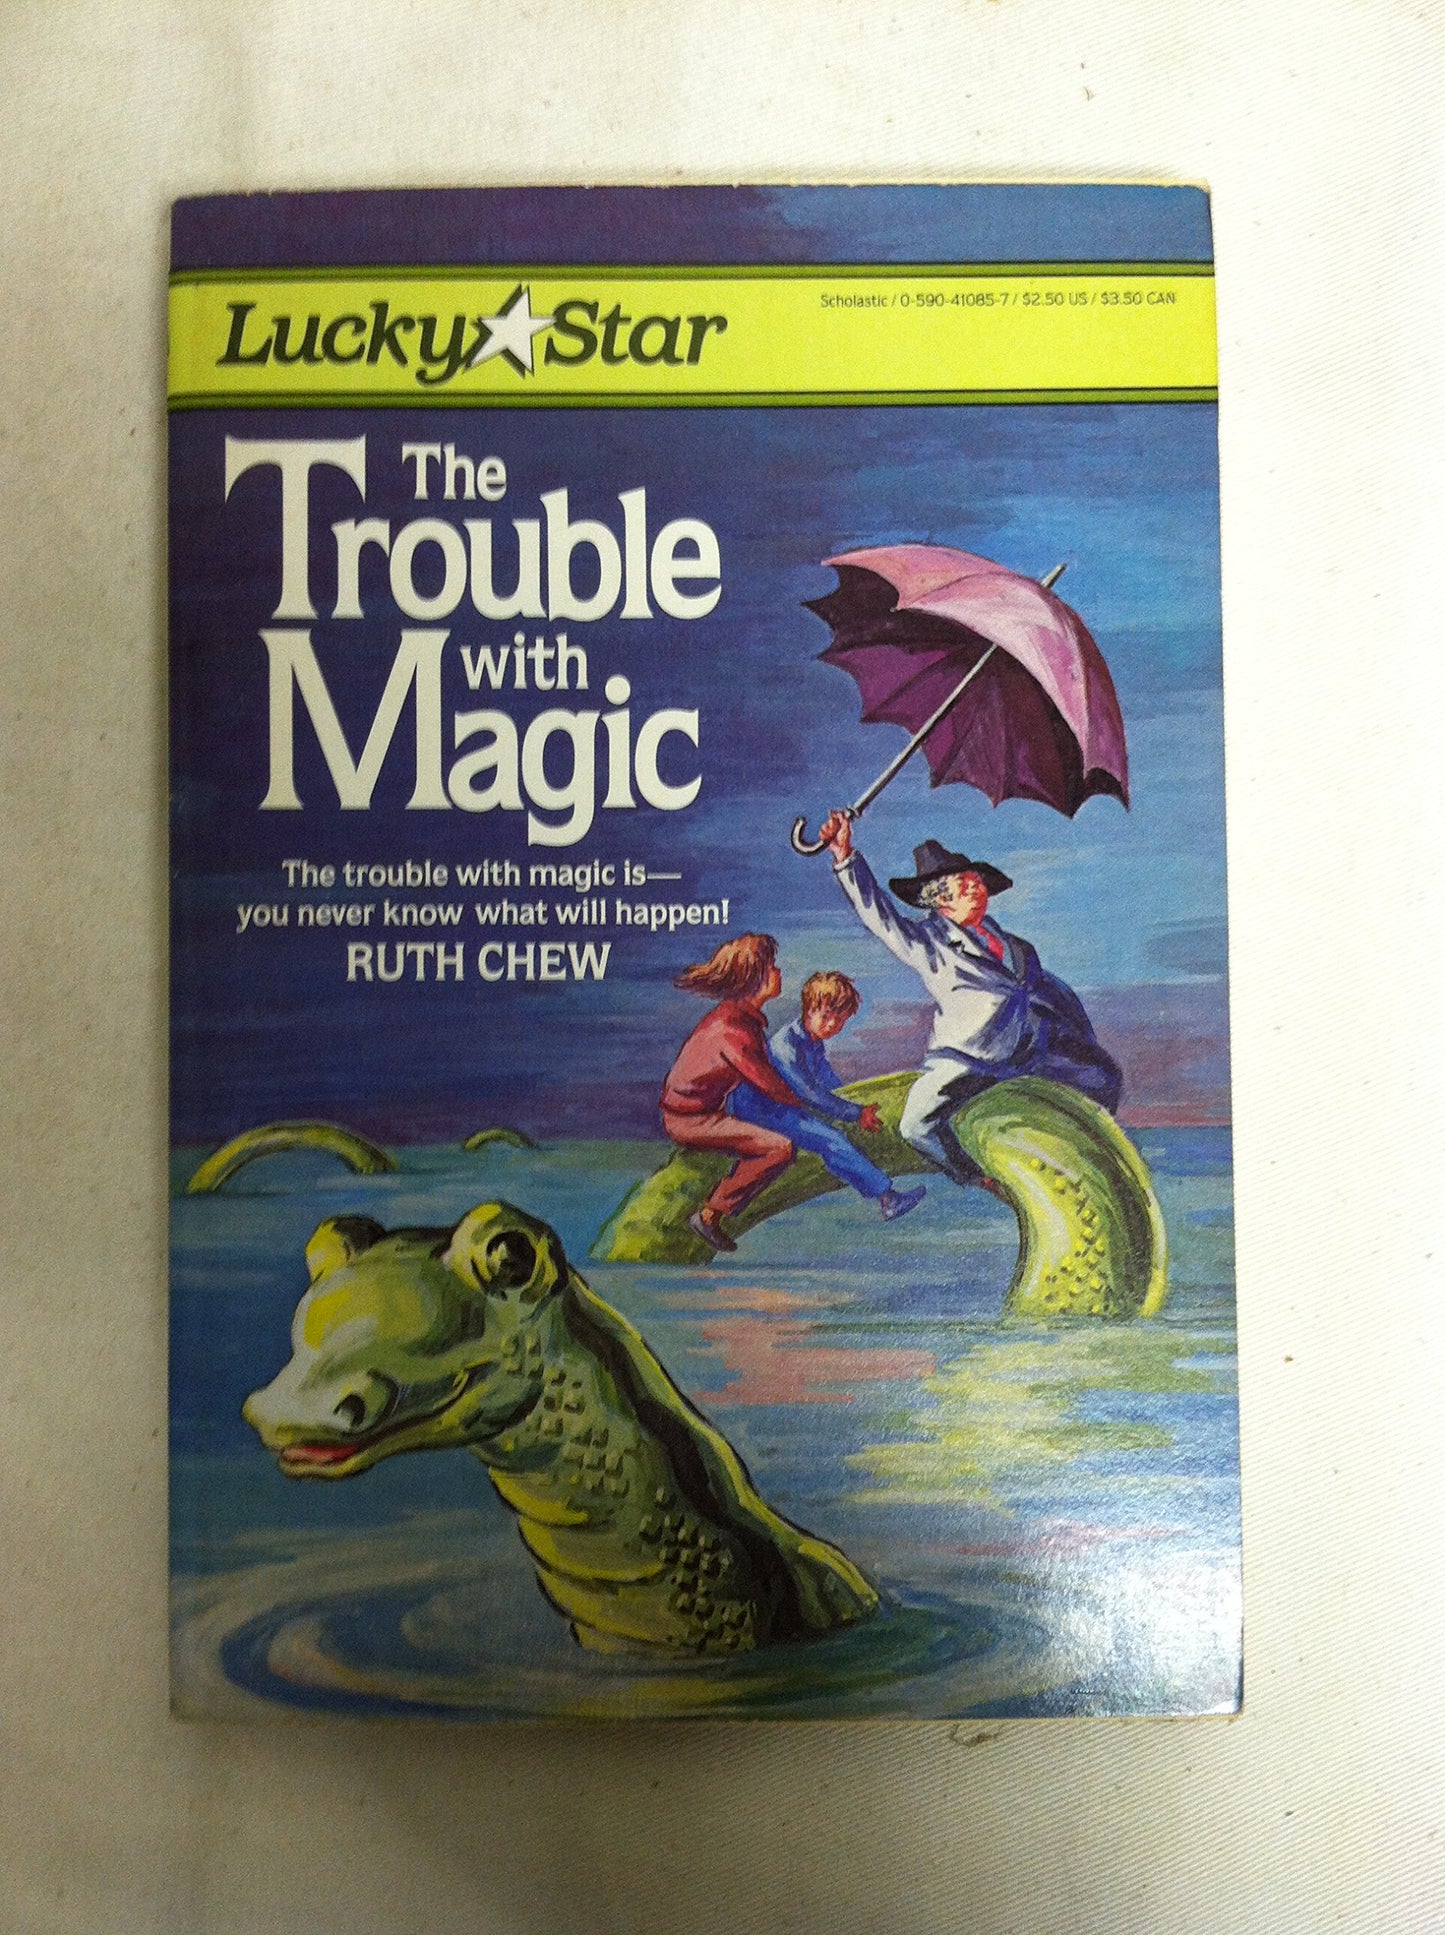 Lucky Star
Scholastic / 0-590-41085-7 / $2.50 US / $3.50 CAN
The
Trouble
with
Magic
The trouble with magic is—
you never know what will happen!
RUTH CHEW